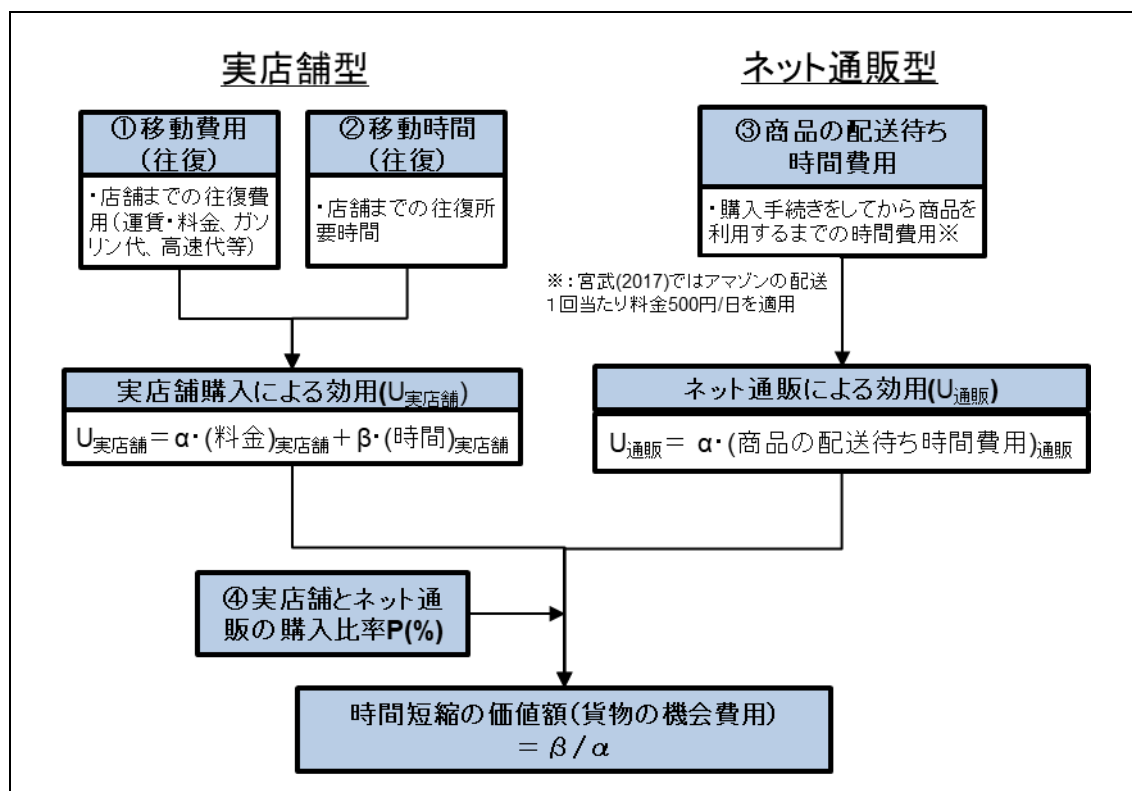 実店舗型
ネット通販型
①移動費用
(往復)
・店舗までの往復費
用(運賃・料金、ガソ
リン代、高速代等)
②移動時間
(往復)
・店舗までの往復所
要時間
③商品の配送待ち
時間費用
・購入手続きをしてから商品を
利用するまでの時間費用※
※：宮武(2017)ではアマゾンの配送
1回当たり料金500円/日を適用
実店舗購入による効用(U実店舗)
U実店舗＝α・(料金)実店舗＋β・(時間)実店舗
ネット通販による効用(U通販)
U通販＝ α・(商品の配送待ち時間費用)通販
④実店舗とネット通
販の購入比率P(%)
時間短縮の価値額(貨物の機会費用)
＝β/α